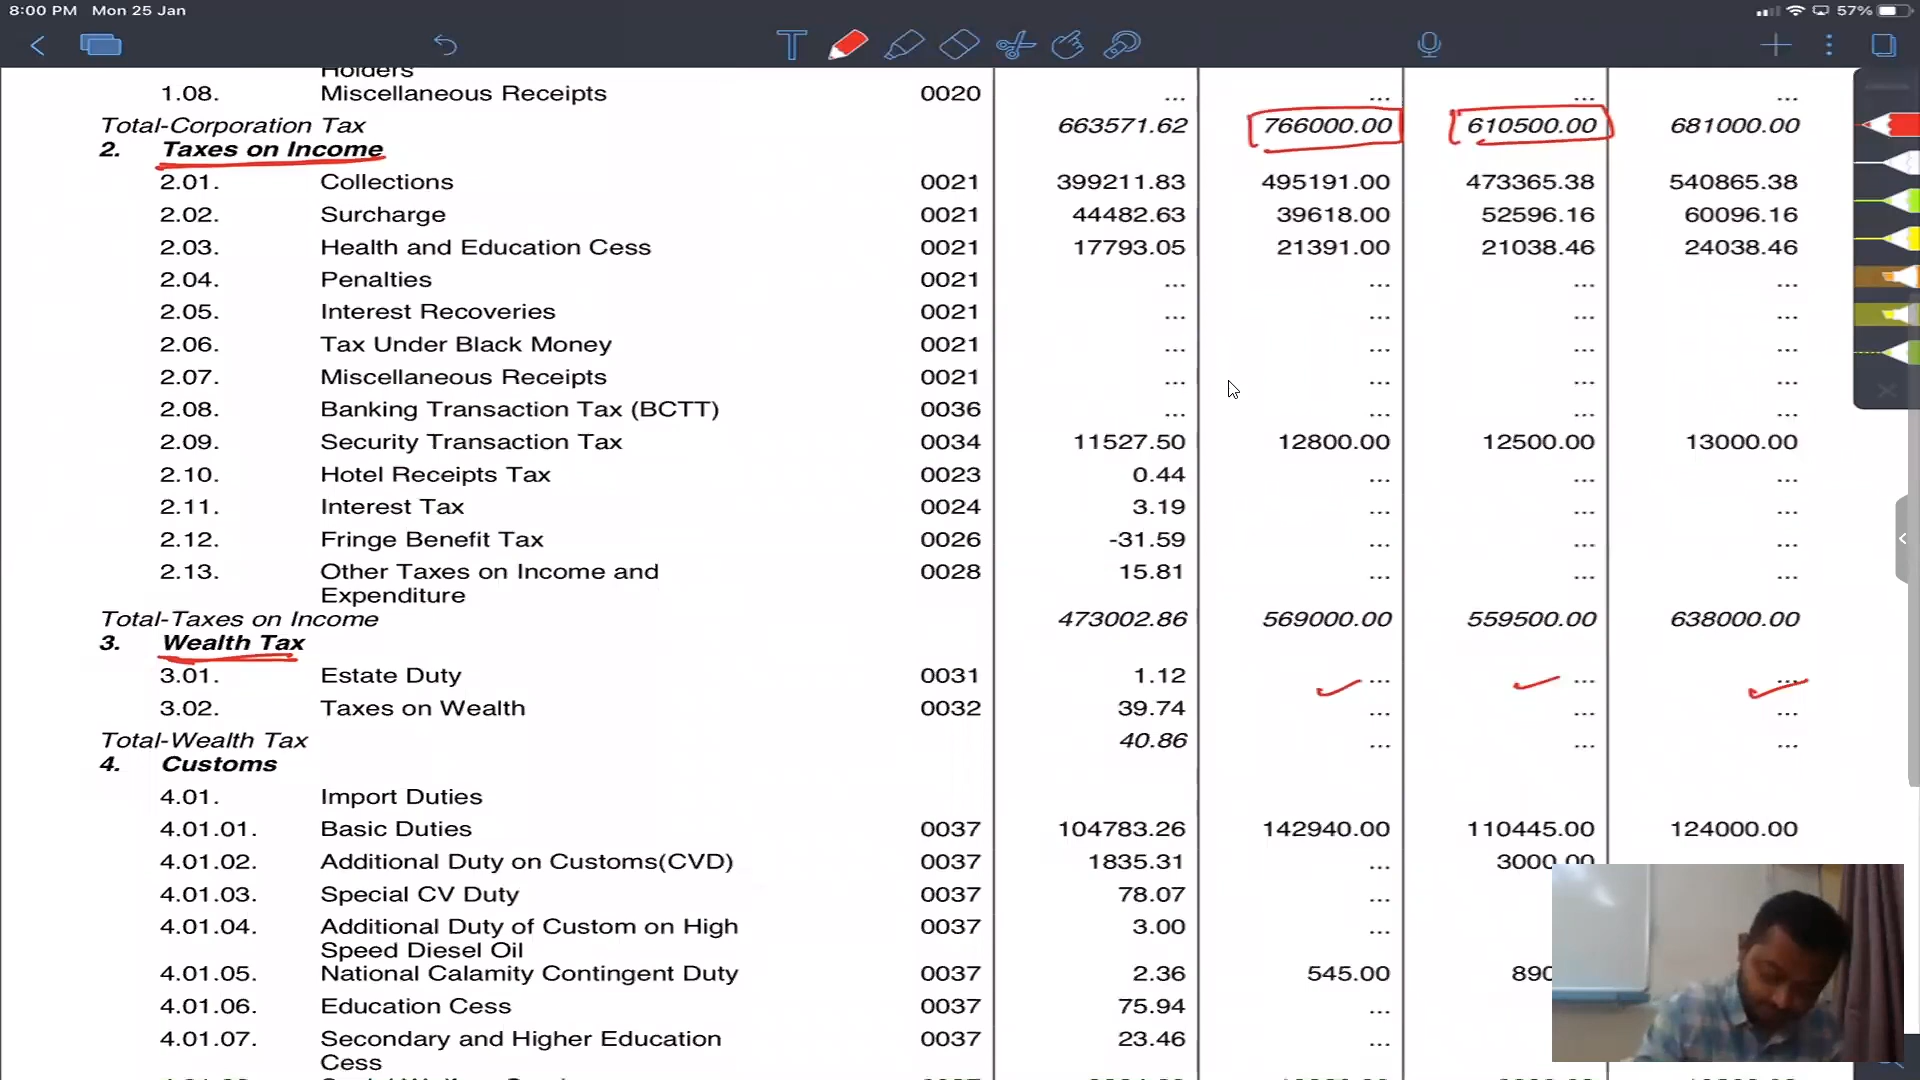 8:00 PM Mon 25 Jan 57%
T
Holders
1.08. Miscellaneous Receipts 0020 ... ... ... ...
Total-Corporation Tax 663571.62 766000.00 610500.00 681000.00
2. Taxes on Income
2.01. Collections 0021 399211.83 495191.00 473365.38 540865.38
2.02. Surcharge 0021 44482.63 39618.00 52596.16 60096.16
2.03. Health and Education Cess 0021 17793.05 21391.00 21038.46 24038.46
2.04. Penalties 0021 ... ... ... ...
2.05. Interest Recoveries 0021 ... ... ... ...
2.06. Tax Under Black Money 0021 ... ... ... ...
2.07. Miscellaneous Receipts 0021 ... ... ... ...
2.08. Banking Transaction Tax (BCTT) 0036 ... ... ... ...
2.09. Security Transaction Tax 0034 11527.50 12800.00 12500.00 13000.00
2.10. Hotel Receipts Tax 0023 0.44 ... ... ...
2.11. Interest Tax 0024 3.19 ... ... ...
2.12. Fringe Benefit Tax 0026 -31.59 ... ... ...
2.13. Other Taxes on Income and 0028 15.81 ... ... ...
Expenditure
Total-Taxes on Income 473002.86 569000.00 559500.00 638000.00
3. Wealth Tax
3.01. Estate Duty 0031 1.12 ... ... ...
3.02. Taxes on Wealth 0032 39.74 ... ... ...
Total-Wealth Tax 40.86 ... ... ...
4. Customs
4.01. Import Duties
4.01.01. Basic Duties 0037 104783.26 142940.00 110445.00 124000.00
4.01.02. Additional Duty on Customs(CVD) 0037 1835.31 ... 3000.00
4.01.03. Special CV Duty 0037 78.07 ...
4.01.04. Additional Duty of Custom on High 0037 3.00 ...
Speed Diesel Oil
4.01.05. National Calamity Contingent Duty 0037 2.36 545.00 890
4.01.06. Education Cess 0037 75.94 ...
4.01.07. Secondary and Higher Education 0037 23.46 ...
Cess